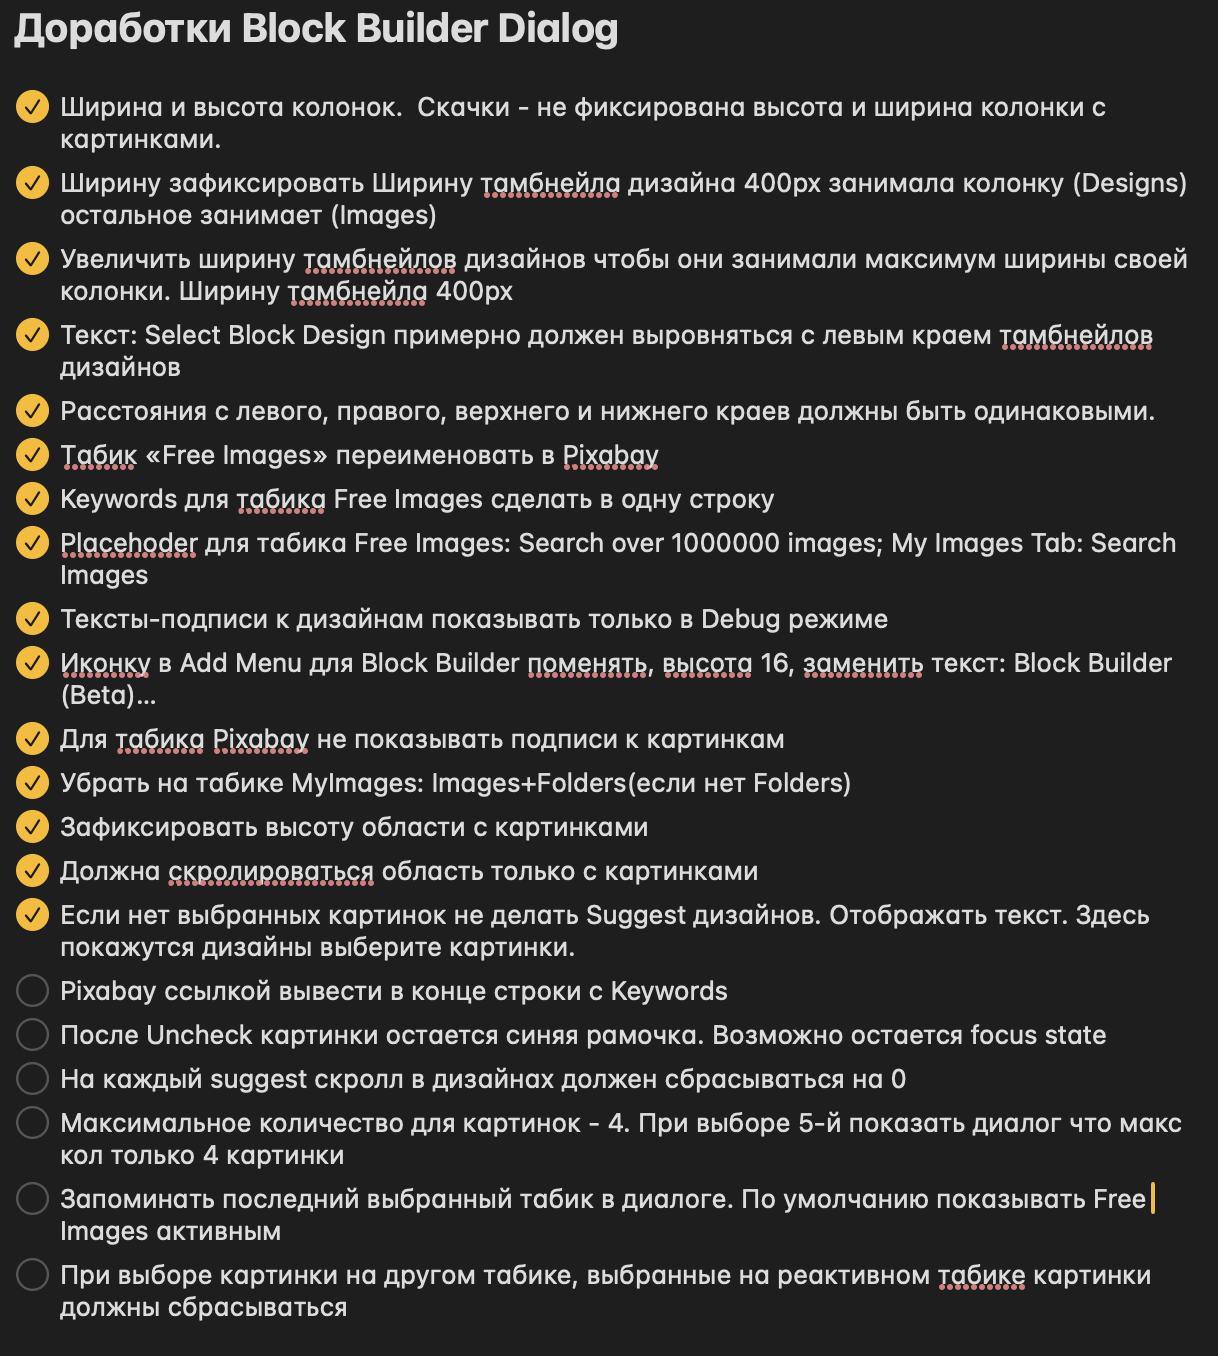 Доработки Block Builder Dialog
Ширина и высота колонок.  Скачки - не фиксирована высота и ширина колонки с
картинками.
Ширину зафиксировать Ширину тамбнейла дизайна 400px занимала колонку (Designs)
остальное занимает (Images)
Увеличить ширину тамбнейлов дизайнов чтобы они занимали максимум ширины своей
колонки. Ширину тамбнейла 400px
Текст: Select Block Design примерно должен выровняться с левым краем тамбнейлов
дизайнов
Расстояния с левого, правого, верхнего и нижнего краев должны быть одинаковыми.
Табик «Free Images» переименовать в Pixabay
Keywords для табика Free Images сделать в одну строку
Placehoder для табика Free Images: Search over 1000000 images; My Images Tab: Search
Images
Тексты-подписи к дизайнам показывать только в Debug режиме
Иконку в Add Menu для Block Builder поменять, высота 16, заменить текст: Block Builder
(Beta)...
Для табика Pixabay не показывать подписи к картинкам
Убрать на табике MyImages: Images+Folders(если нет Folders)
Зафиксировать высоту области с картинками
Должна скролироваться область только с картинками
Если нет выбранных картинок не делать Suggest дизайнов. Отображать текст. Здесь
покажутся дизайны выберите картинки.
Pixabay ссылкой вывести в конце строки с Keywords
После Uncheck картинки остается синяя рамочка. Возможно остается focus state
На каждый suggest скролл в дизайнах должен сбрасываться на 0
Максимальное количество для картинок - 4. При выборе 5-й показать диалог что макс
кол только 4 картинки
Запоминать последний выбранный табик в диалоге. По умолчанию показывать Free
Images активным
При выборе картинки на другом табике, выбранные на реактивном табике картинки
должны сбрасываться